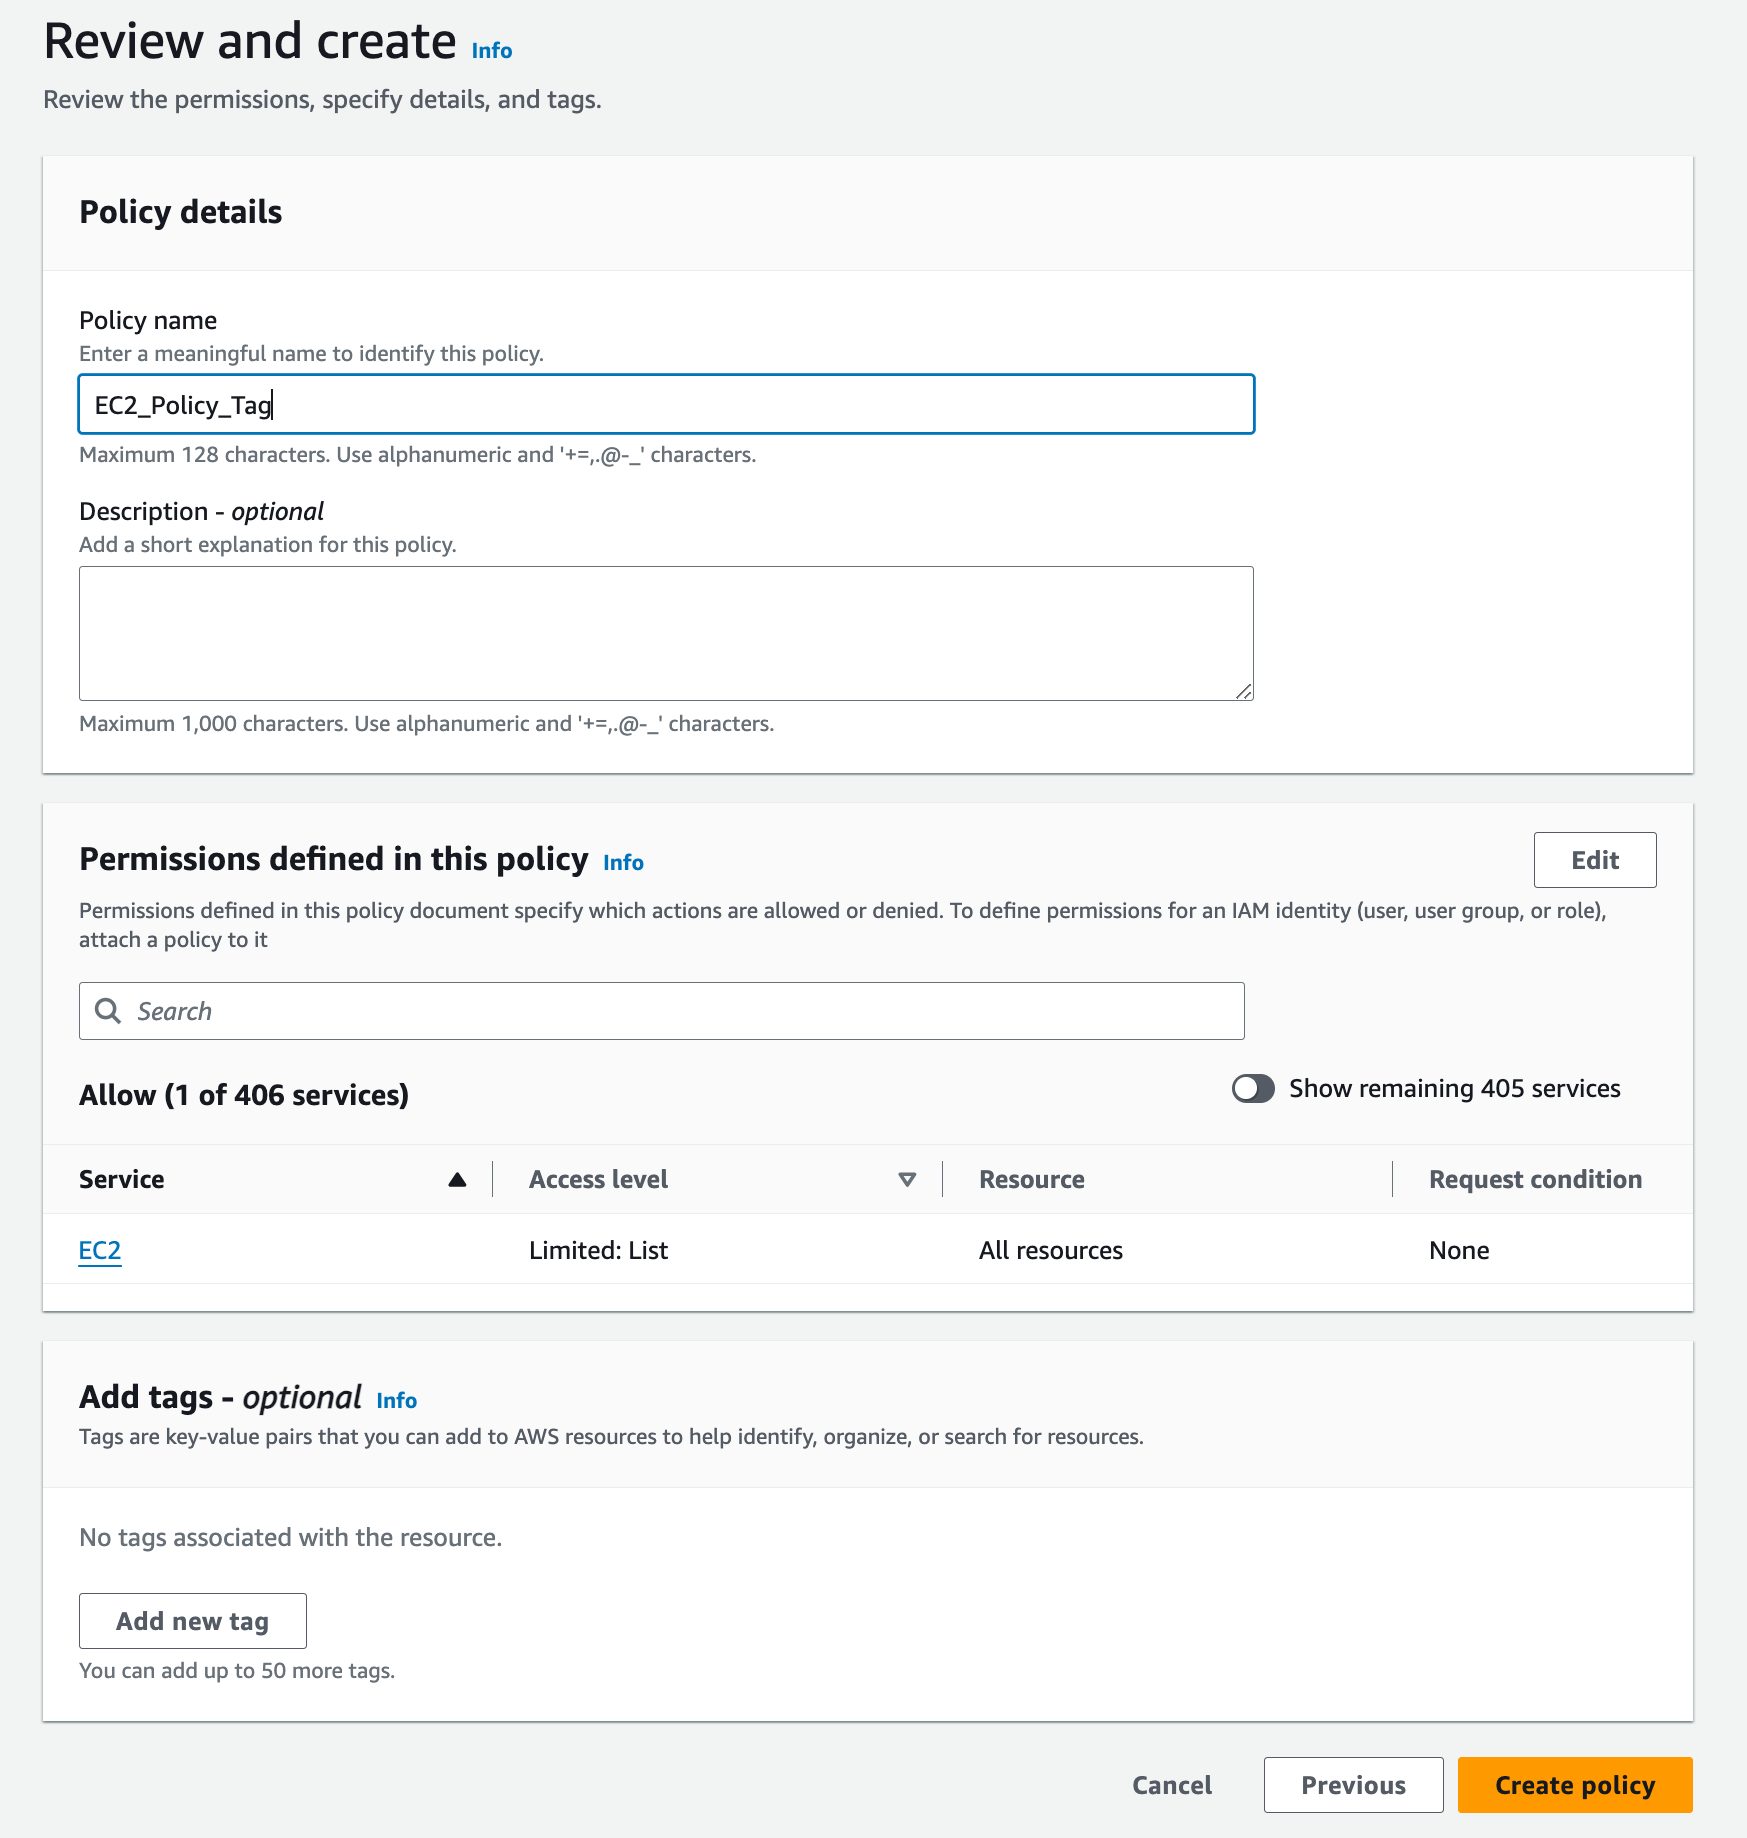 Review and create Info
Review the permissions, specify details, and tags.
Policy details
Policy name
Enter a meaningful name to identify this policy.
EC2_Policy_Tag
Maximum 128 characters. Use alphanumeric and '+=,.@-_' characters.
Description - optional
Add a short explanation for this policy.
Maximum 1,000 characters. Use alphanumeric and '+=,.@-_' characters.
Permissions defined in this policy Info
Edit
Permissions defined in this policy document specify which actions are allowed or denied. To define permissions for an IAM identity (user, user group, or role),
attach a policy to it
Search
Allow (1 of 406 services)
Show remaining 405 services
Service Access level Resource Request condition
EC2 Limited: List All resources None
Add tags - optional Info
Tags are key-value pairs that you can add to AWS resources to help identify, organize, or search for resources.
No tags associated with the resource.
Add new tag
You can add up to 50 more tags.
Cancel Previous Create policy